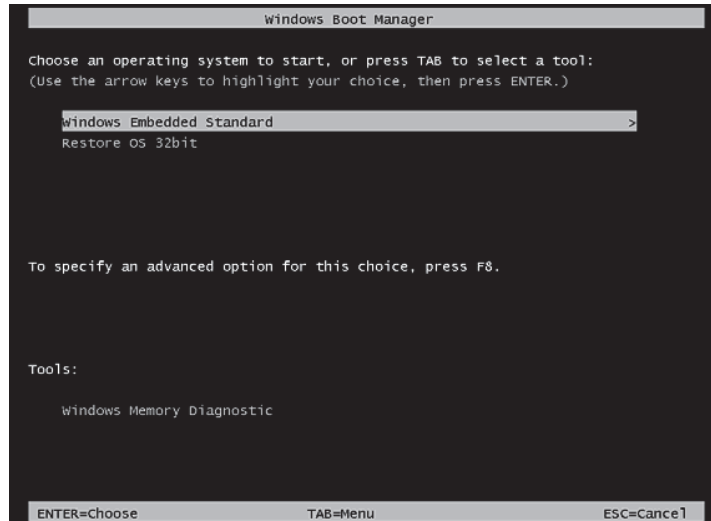 Windows Boot Manager
Choose an operating system to start, or press TAB to select a tool:
(Use the arrow keys to highlight your choice, then press ENTER.)
Windows Embedded Standard >
Restore OS 32bit
To specify an advanced option for this choice, press F8.
Tools:
Windows Memory Diagnostic
ENTER=Choose TAB=Menu ESC=Cancel